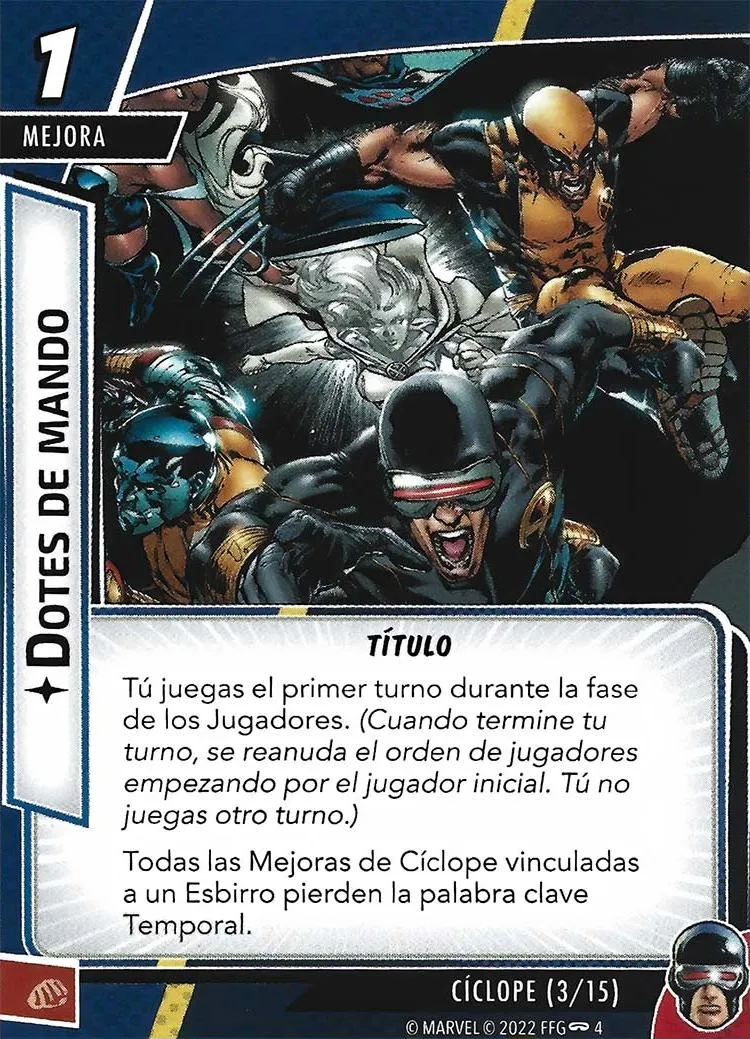 1
MEJORA
DOTES DE MANDO
TÍTULO
Tú juegas el primer turno durante la fase
de los Jugadores. (Cuando termine tu
turno, se reanuda el orden de jugadores
empezando por el jugador inicial. Tú no
juegas otro turno.)
Todas las Mejoras de Cíclope vinculadas
a un Esbirro pierden la palabra clave
Temporal.
CÍCLOPE (3/15)
© MARVEL © 2022 FFG 4